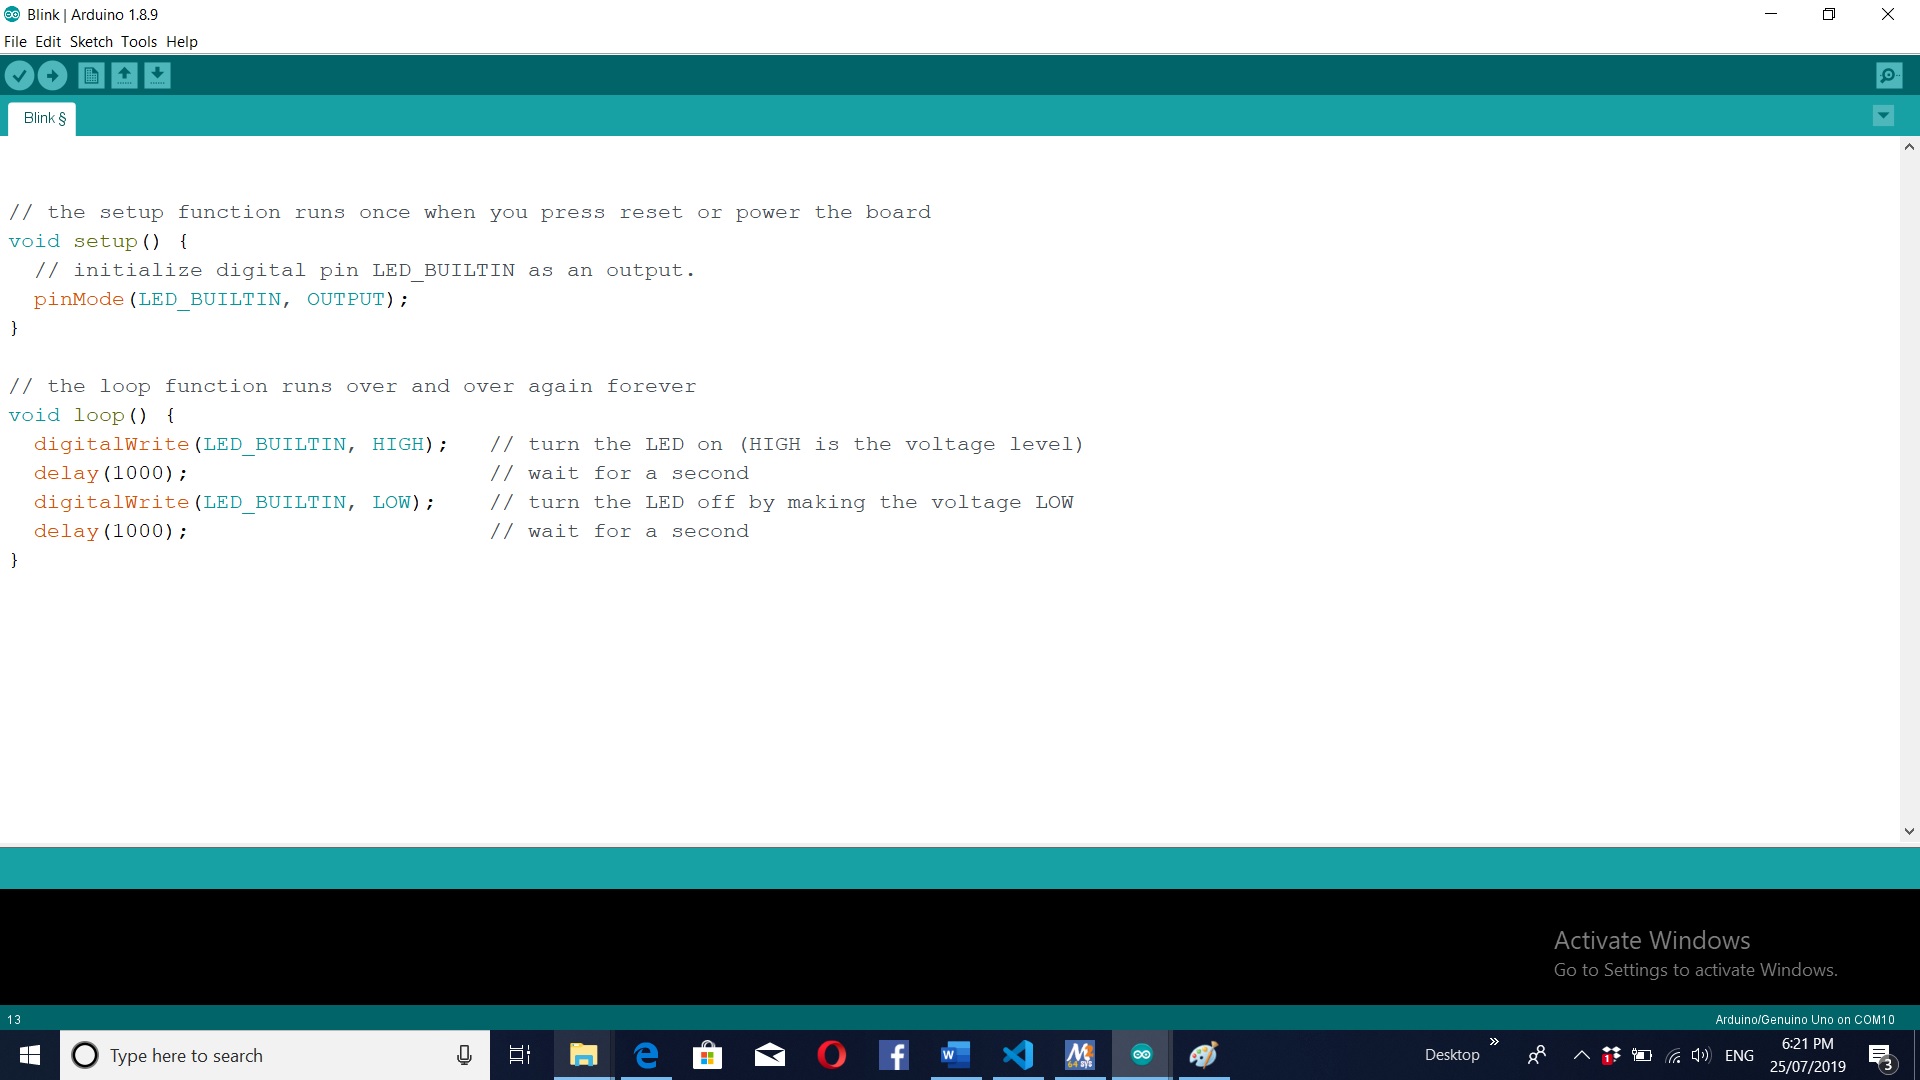 Blink | Arduino 1.8.9
File Edit Sketch Tools Help
Blink §
// the setup function runs once when you press reset or power the board
void setup() {
  // initialize digital pin LED_BUILTIN as an output.
  pinMode(LED_BUILTIN, OUTPUT);
}
// the loop function runs over and over again forever
void loop() {
  digitalWrite(LED_BUILTIN, HIGH);   // turn the LED on (HIGH is the voltage level)
  delay(1000);                       // wait for a second
  digitalWrite(LED_BUILTIN, LOW);    // turn the LED off by making the voltage LOW
  delay(1000);                       // wait for a second
}
Activate Windows
Go to Settings to activate Windows.
13
Arduino/Genuino Uno on COM10
Type here to search
Desktop
ENG
6:21 PM
25/07/2019
3